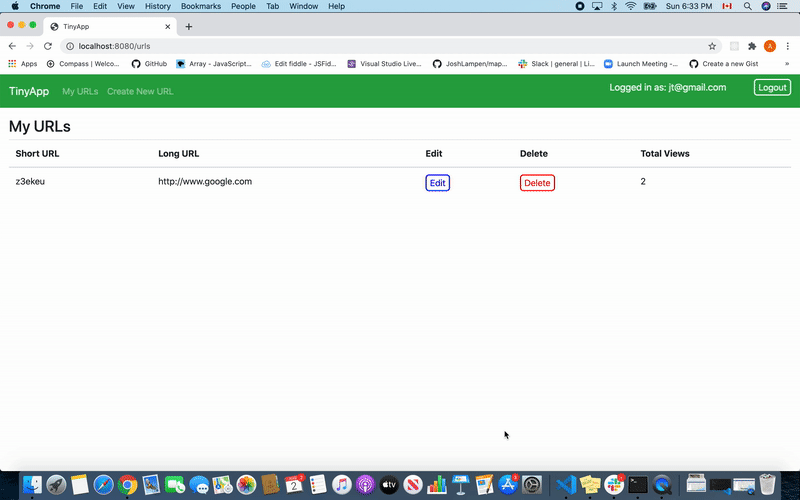 Chrome File Edit View History Bookmarks People Tab Window Help Sun 6:33 PM
TinyApp
localhost:8080/urls
Apps Compass | Welco... GitHub Array - JavaScript... Edit fiddle - JSFid... Visual Studio Live... JoshLampen/map... Slack | general | Li... Launch Meeting -... Create a new Gist »
TinyApp My URLs Create New URL Logged in as: jt@gmail.com Logout
My URLs
Short URL Long URL Edit Delete Total Views
z3ekeu http://www.google.com Edit Delete 2